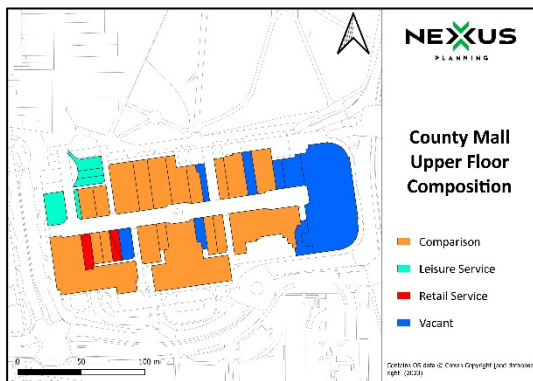 NEXUS
PLANNING
County Mall
Upper Floor
Composition
Comparison
Leisure Service
Retail Service
Vacant
0 50 100 m
Contains OS data © Crown Copyright [and database
right] (2023)